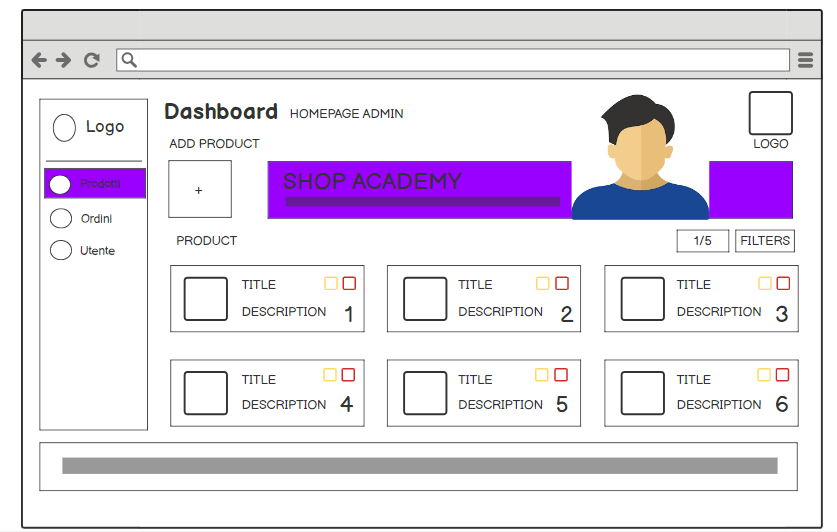 Logo
Prodotti
Ordini
Utente
Dashboard HOMEPAGE ADMIN
LOGO
ADD PRODUCT
+
SHOP ACADEMY
PRODUCT
1/5 FILTERS
TITLE
DESCRIPTION 1
TITLE
DESCRIPTION 2
TITLE
DESCRIPTION 3
TITLE
DESCRIPTION 4
TITLE
DESCRIPTION 5
TITLE
DESCRIPTION 6